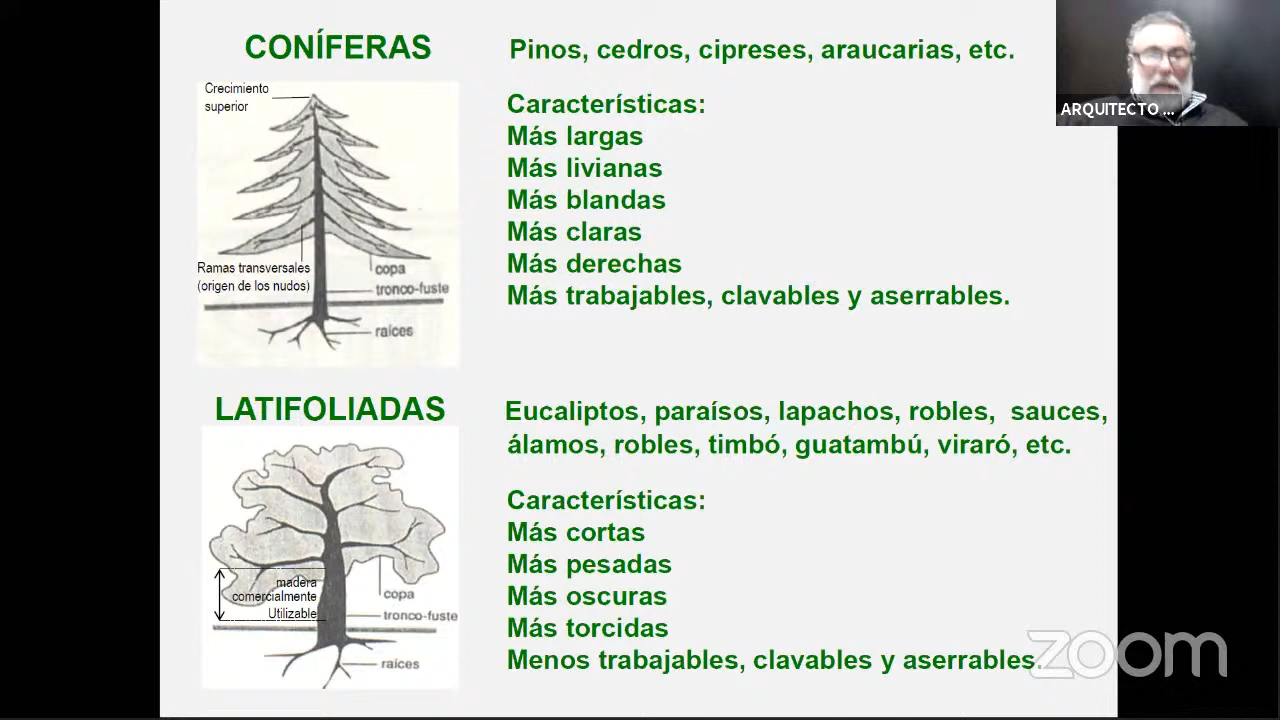 CONÍFERAS
Pinos, cedros, cipreses, araucarias, etc.
Crecimiento
superior
Ramas transversales
(origen de los nudos)
copa
tronco-fuste
raíces
Características:
Más largas
Más livianas
Más blandas
Más claras
Más derechas
Más trabajables, clavables y aserrables.
ARQUITECTO ...
LATIFOLIADAS
Eucaliptos, paraísos, lapachos, robles, sauces,
álamos, robles, timbó, guatambú, viraró, etc.
madera
comercialmente
Utilizable
copa
tronco-fuste
raíces
Características:
Más cortas
Más pesadas
Más oscuras
Más torcidas
Menos trabajables, clavables y aserrables.
zoom